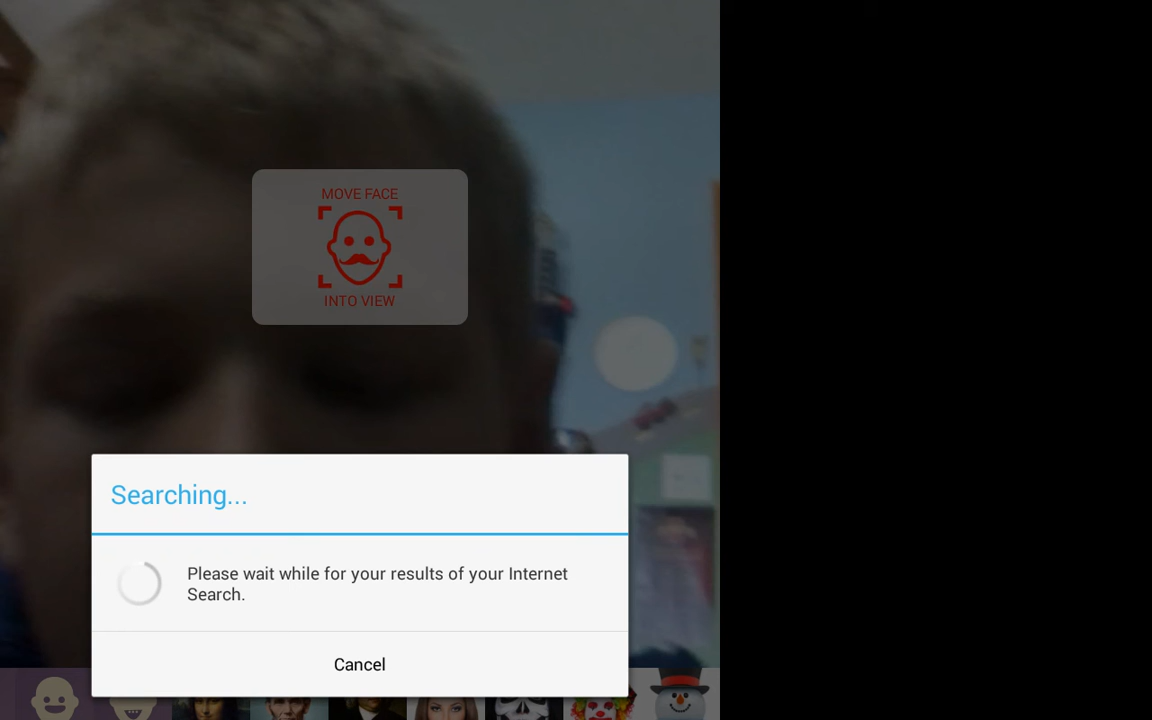 MOVE FACE
INTO VIEW
Searching...
Please wait while for your results of your Internet
Search.
Cancel